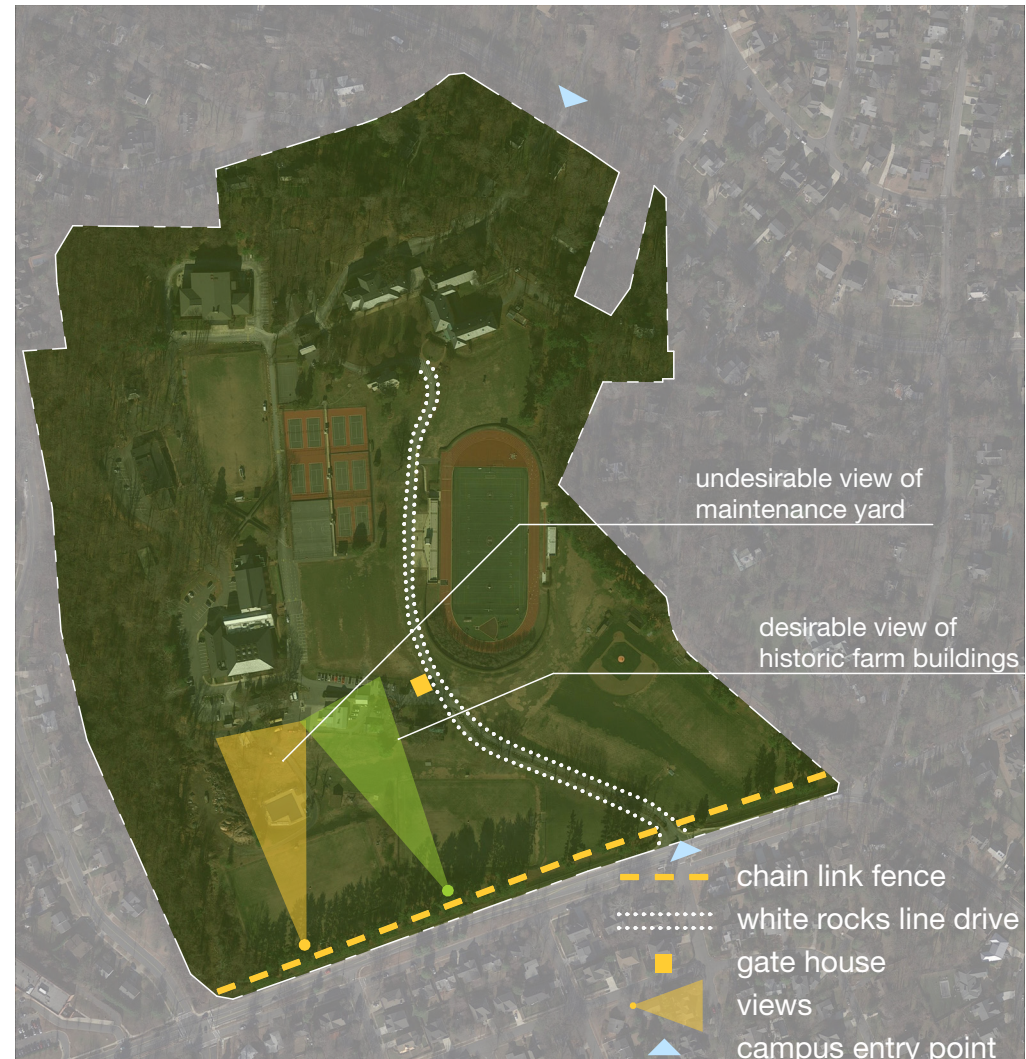 undesirable view of
maintenance yard
desirable view of
historic farm buildings
chain link fence
white rocks line drive
gate house
views
campus entry point